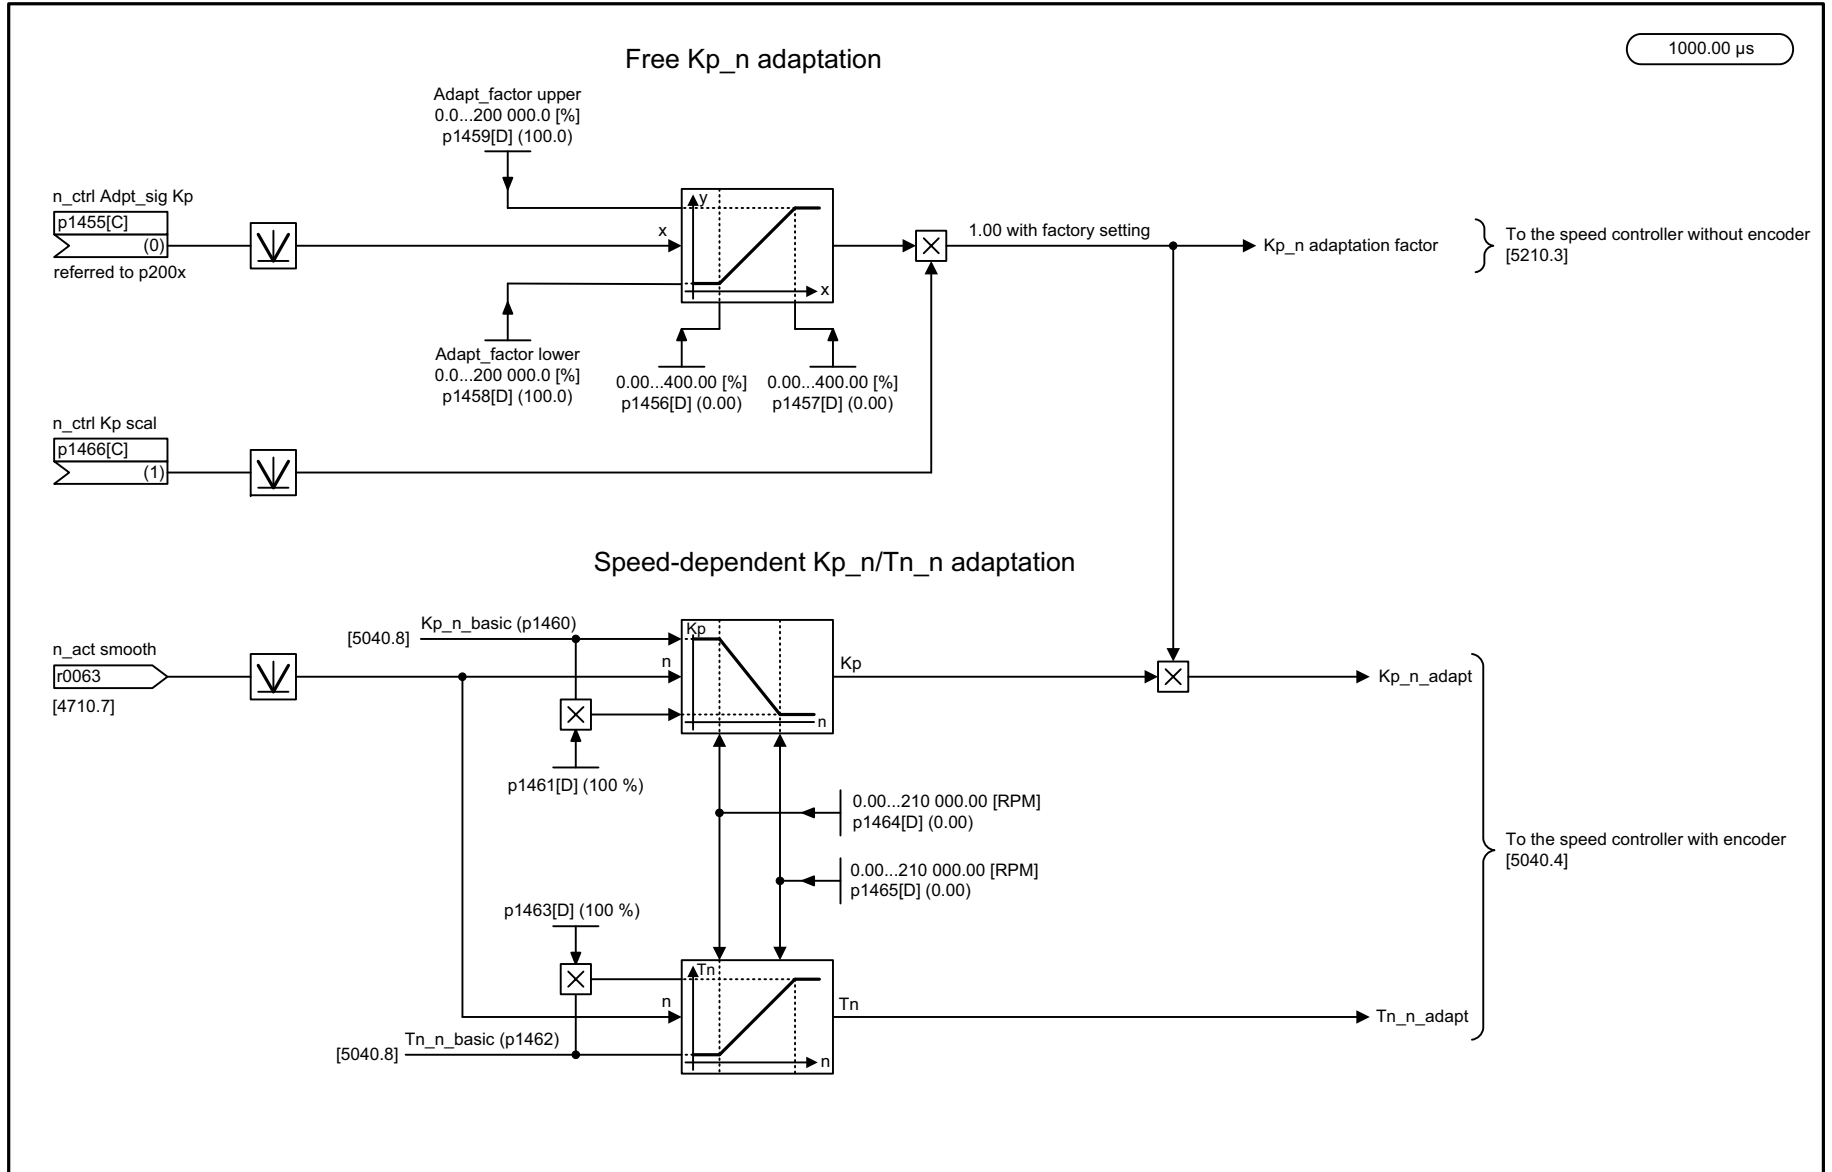 Free Kp_n adaptation
1000.00 µs
Adapt_factor upper
0.0...200 000.0 [%]
p1459[D] (100.0)
n_ctrl Adpt_sig Kp
p1455[C]
(0)
referred to p200x
y
x
x
1.00 with factory setting
Kp_n adaptation factor
To the speed controller without encoder
[5210.3]
Adapt_factor lower
0.0...200 000.0 [%]
p1458[D] (100.0)
0.00...400.00 [%]
p1456[D] (0.00)
0.00...400.00 [%]
p1457[D] (0.00)
n_ctrl Kp scal
p1466[C]
(1)
Speed-dependent Kp_n/Tn_n adaptation
[5040.8]
Kp_n_basic (p1460)
n_act smooth
r0063
[4710.7]
Kp
n
n
Kp
Kp_n_adapt
p1461[D] (100 %)
0.00...210 000.00 [RPM]
p1464[D] (0.00)
0.00...210 000.00 [RPM]
p1465[D] (0.00)
To the speed controller with encoder
[5040.4]
p1463[D] (100 %)
Tn
n
n
Tn
Tn_n_adapt
[5040.8]
Tn_n_basic (p1462)